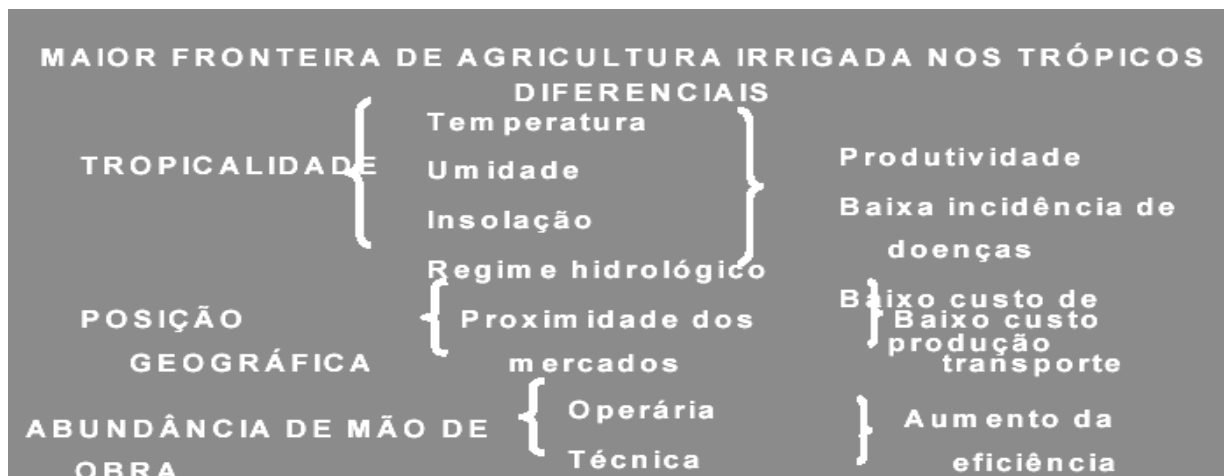 MAIOR FRONTEIRA DE AGRICULTURA IRRIGADA NOS TRÓPICOS
DIFERENCIAIS
TROPICALIDADE
Temperatura
Umidade
Insolação
Regime hidrológico
Produtividade
Baixa incidência de
doenças
Baixo custo de
produção
POSIÇÃO
GEOGRÁFICA
Proximidade dos
mercados
Baixo custo
transporte
ABUNDÂNCIA DE MÃO DE
OBRA
Operária
Técnica
Aumento da
eficiência